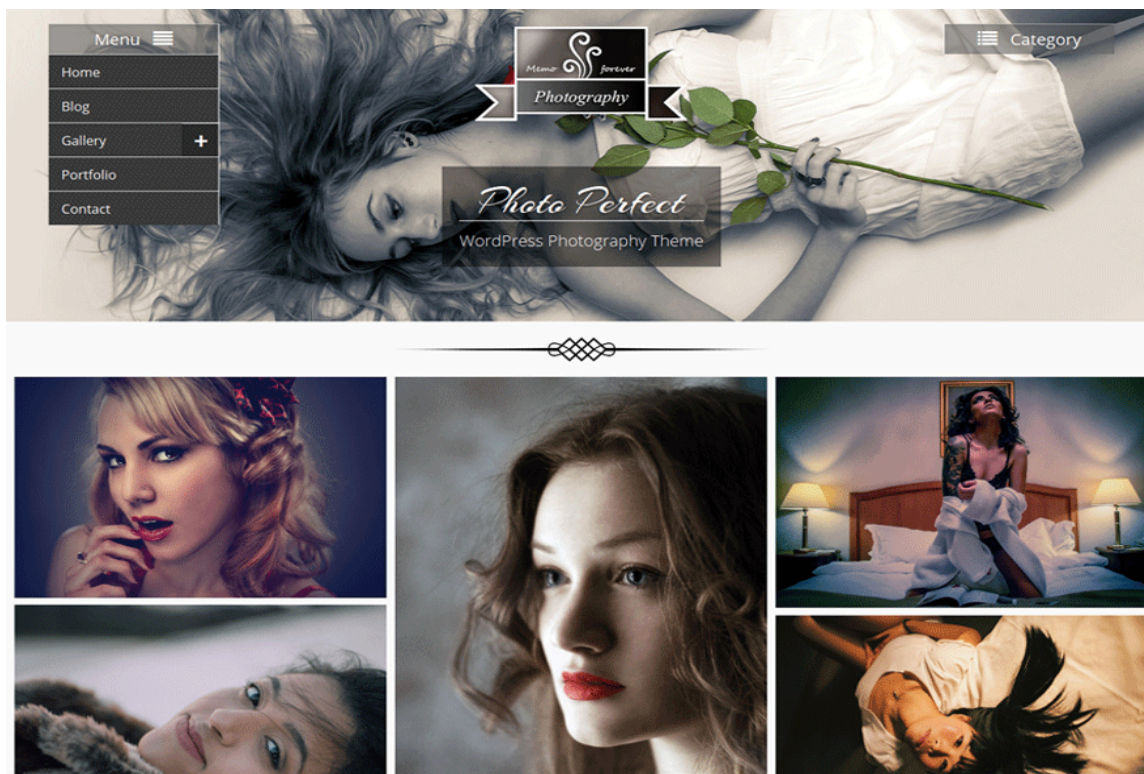 Menu
Home
Blog
Gallery +
Portfolio
Contact
Memo forever
Photography
Photo Perfect
WordPress Photography Theme
Category